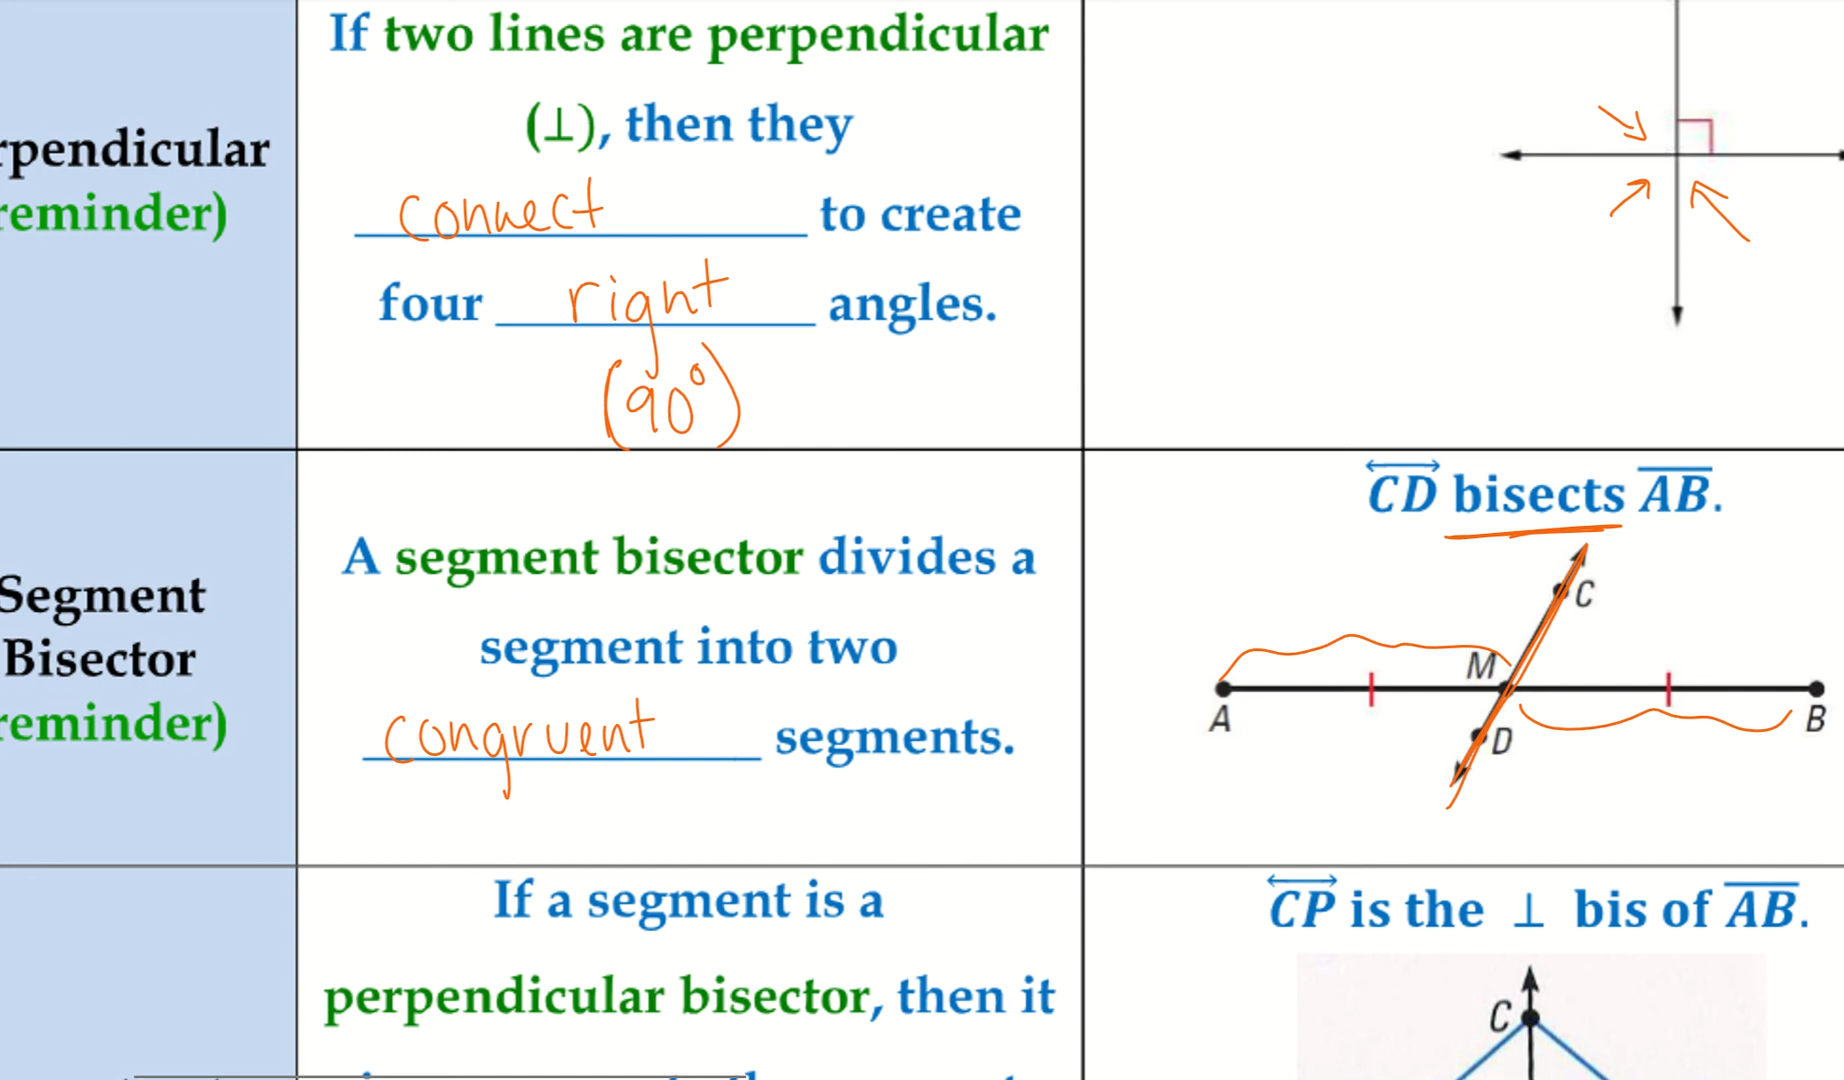 rpendicular
reminder)
If two lines are perpendicular
(⊥), then they
connect to create
four right angles.
(90°)
Segment
Bisector
reminder)
A segment bisector divides a
segment into two
congruent segments.
CD bisects AB.
C
M
A
B
D
If a segment is a
perpendicular bisector, then it
CP is the ⊥ bis of AB.
C